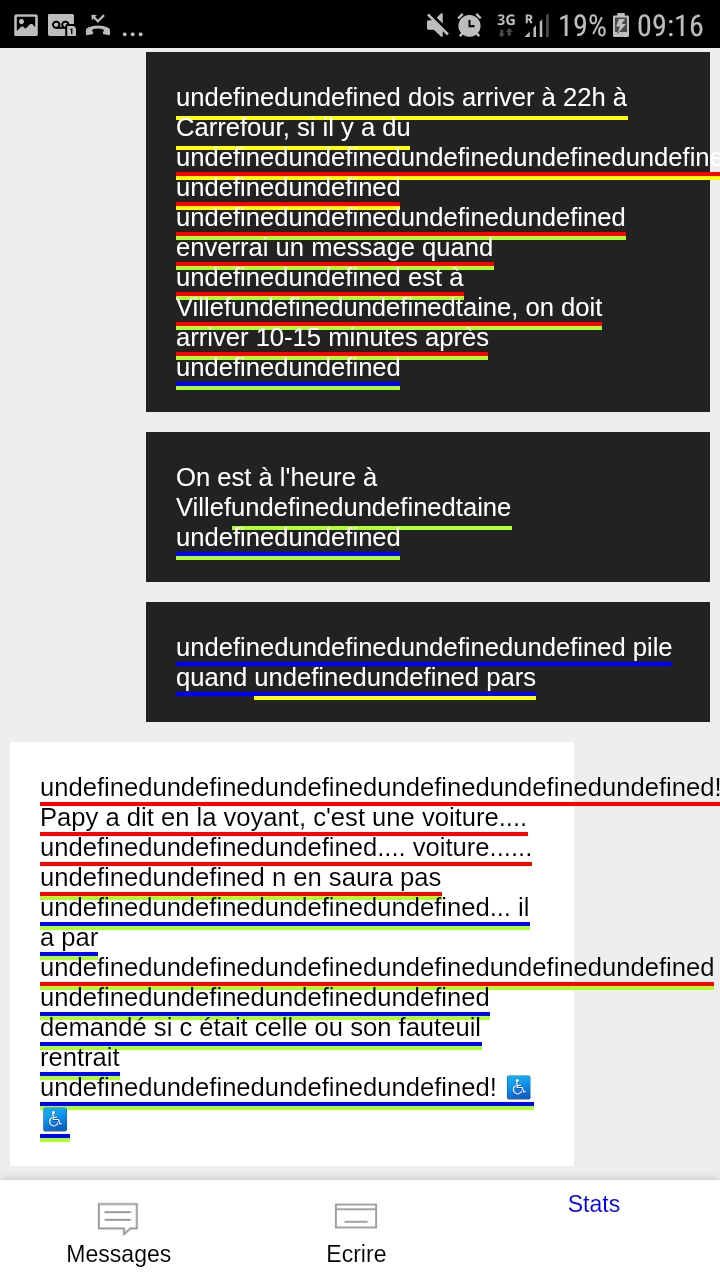 3G R 19% 09:16
undefinedundefined dois arriver à 22h à
Carrefour, si il y a du
undefinedundefinedundefinedundefinedundefine
undefinedundefined
undefinedundefinedundefinedundefined
enverrai un message quand
undefinedundefined est à
Villefundefinedundefinedtaine, on doit
arriver 10-15 minutes après
undefinedundefined
On est à l'heure à
Villefundefinedundefinedtaine
undefinedundefined
undefinedundefinedundefinedundefined pile
quand undefinedundefined pars
undefinedundefinedundefinedundefinedundefinedundefined!
Papy a dit en la voyant, c'est une voiture....
undefinedundefinedundefined.... voiture......
undefinedundefined n en saura pas
undefinedundefinedundefinedundefined... il
a par
undefinedundefinedundefinedundefinedundefinedundefined
undefinedundefinedundefinedundefined
demandé si c était celle ou son fauteuil
rentrait
undefinedundefinedundefinedundefined! ♿
♿
Stats
Messages Ecrire